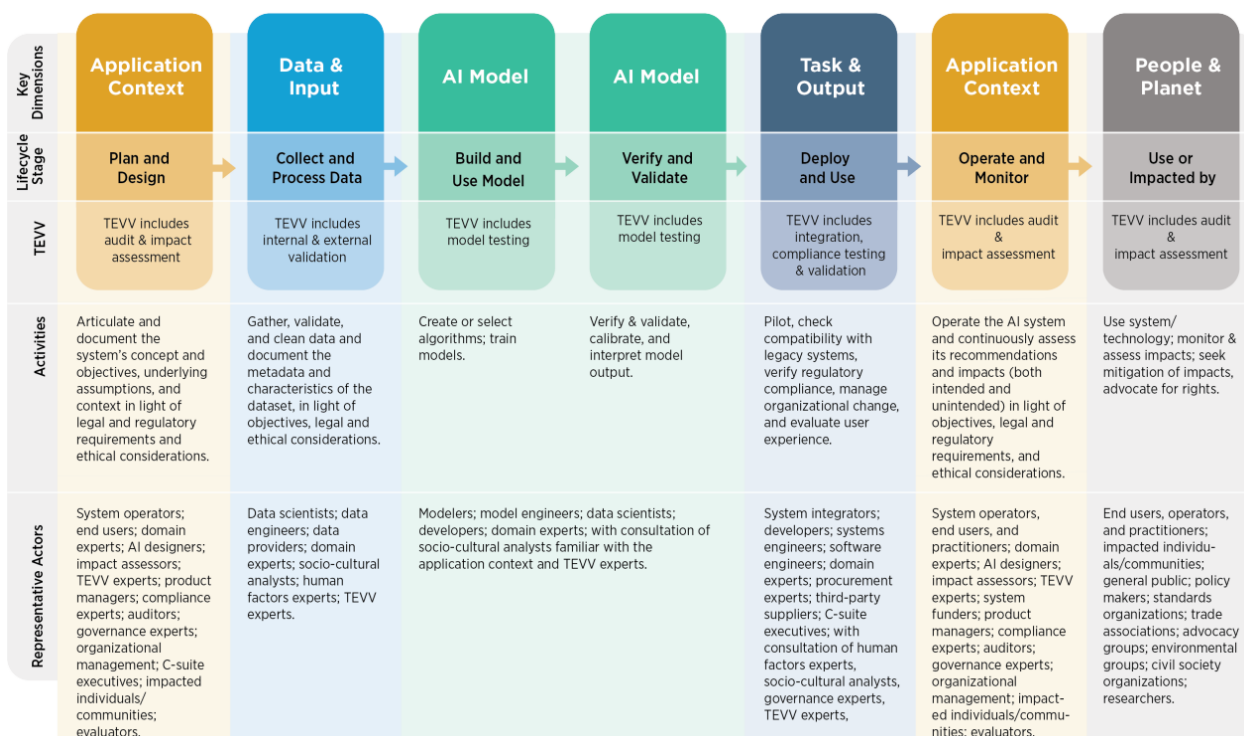 Key
Dimensions
Application
Context
Data &
Input
AI Model
AI Model
Task &
Output
Application
Context
People &
Planet
Lifecycle
Stage
Plan and
Design
Collect and
Process Data
Build and
Use Model
Verify and
Validate
Deploy
and Use
Operate and
Monitor
Use or
Impacted by
TEVV
TEVV includes
audit & impact
assessment
TEVV includes
internal & external
validation
TEVV includes
model testing
TEVV includes
model testing
TEVV includes
integration,
compliance testing
& validation
TEVV includes audit
&
impact assessment
TEVV includes audit
&
impact assessment
Activities
Articulate and
document the
system's concept and
objectives, underlying
assumptions, and
context in light of
legal and regulatory
requirements and
ethical considerations.
Gather, validate,
and clean data and
document the
metadata and
characteristics of the
dataset, in light of
objectives, legal and
ethical considerations.
Create or select
algorithms; train
models.
Verify & validate,
calibrate, and
interpret model
output.
Pilot, check
compatibility with
legacy systems,
verify regulatory
compliance, manage
organizational change,
and evaluate user
experience.
Operate the AI system
and continuously assess
its recommendations
and impacts (both
intended and
unintended) in light of
objectives, legal and
regulatory
requirements, and
ethical considerations.
Use system/
technology; monitor &
assess impacts; seek
mitigation of impacts,
advocate for rights.
Representative Actors
System operators;
end users; domain
experts; AI designers;
impact assessors;
TEVV experts; product
managers; compliance
experts; auditors;
governance experts;
organizational
management; C-suite
executives; impacted
individuals/
communities;
evaluators.
Data scientists; data
engineers; data
providers; domain
experts; socio-cultural
analysts; human
factors experts; TEVV
experts.
Modelers; model engineers; data scientists;
developers; domain experts; with consultation of
socio-cultural analysts familiar with the
application context and TEVV experts.
System integrators;
developers; systems
engineers; software
engineers; domain
experts; procurement
experts; third-party
suppliers; C-suite
executives; with
consultation of human
factors experts,
socio-cultural analysts,
governance experts,
TEVV experts,
System operators,
end users, and
practitioners; domain
experts; AI designers;
impact assessors; TEVV
experts; system
funders; product
managers; compliance
experts; auditors;
governance experts;
organizational
management; impact-
ed individuals/commu-
nities; evaluators.
End users, operators,
and practitioners;
impacted individu-
als/communities;
general public; policy
makers; standards
organizations; trade
associations; advocacy
groups; environmental
groups; civil society
organizations;
researchers.